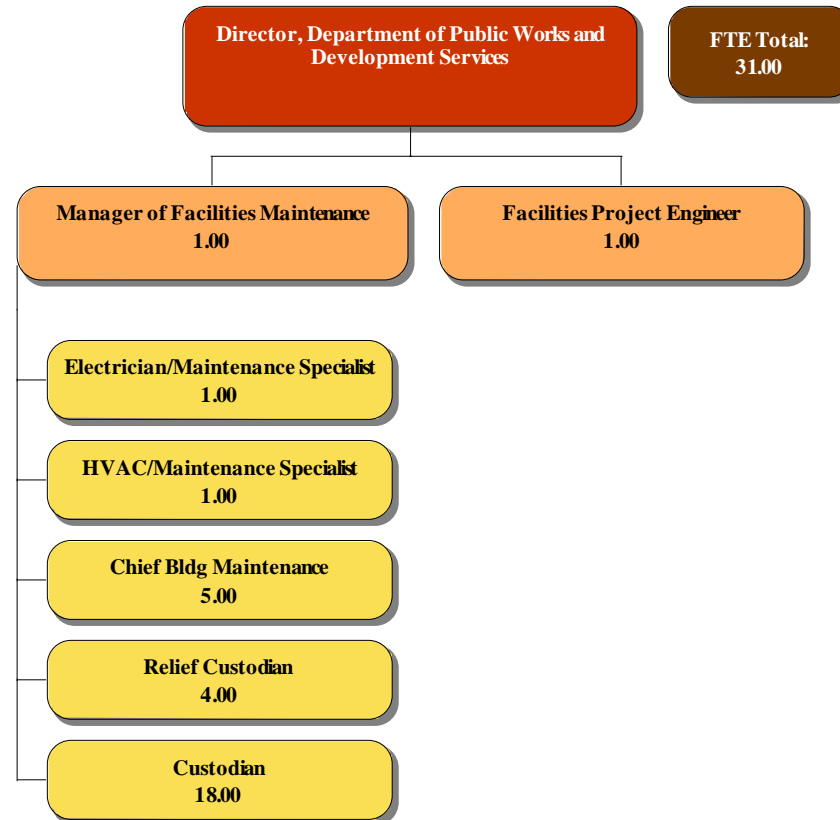 Director, Department of Public Works and
Development Services
FTE Total:
31.00
Manager of Facilities Maintenance
1.00
Facilities Project Engineer
1.00
Electrician/Maintenance Specialist
1.00
HVAC/Maintenance Specialist
1.00
Chief Bldg Maintenance
5.00
Relief Custodian
4.00
Custodian
18.00